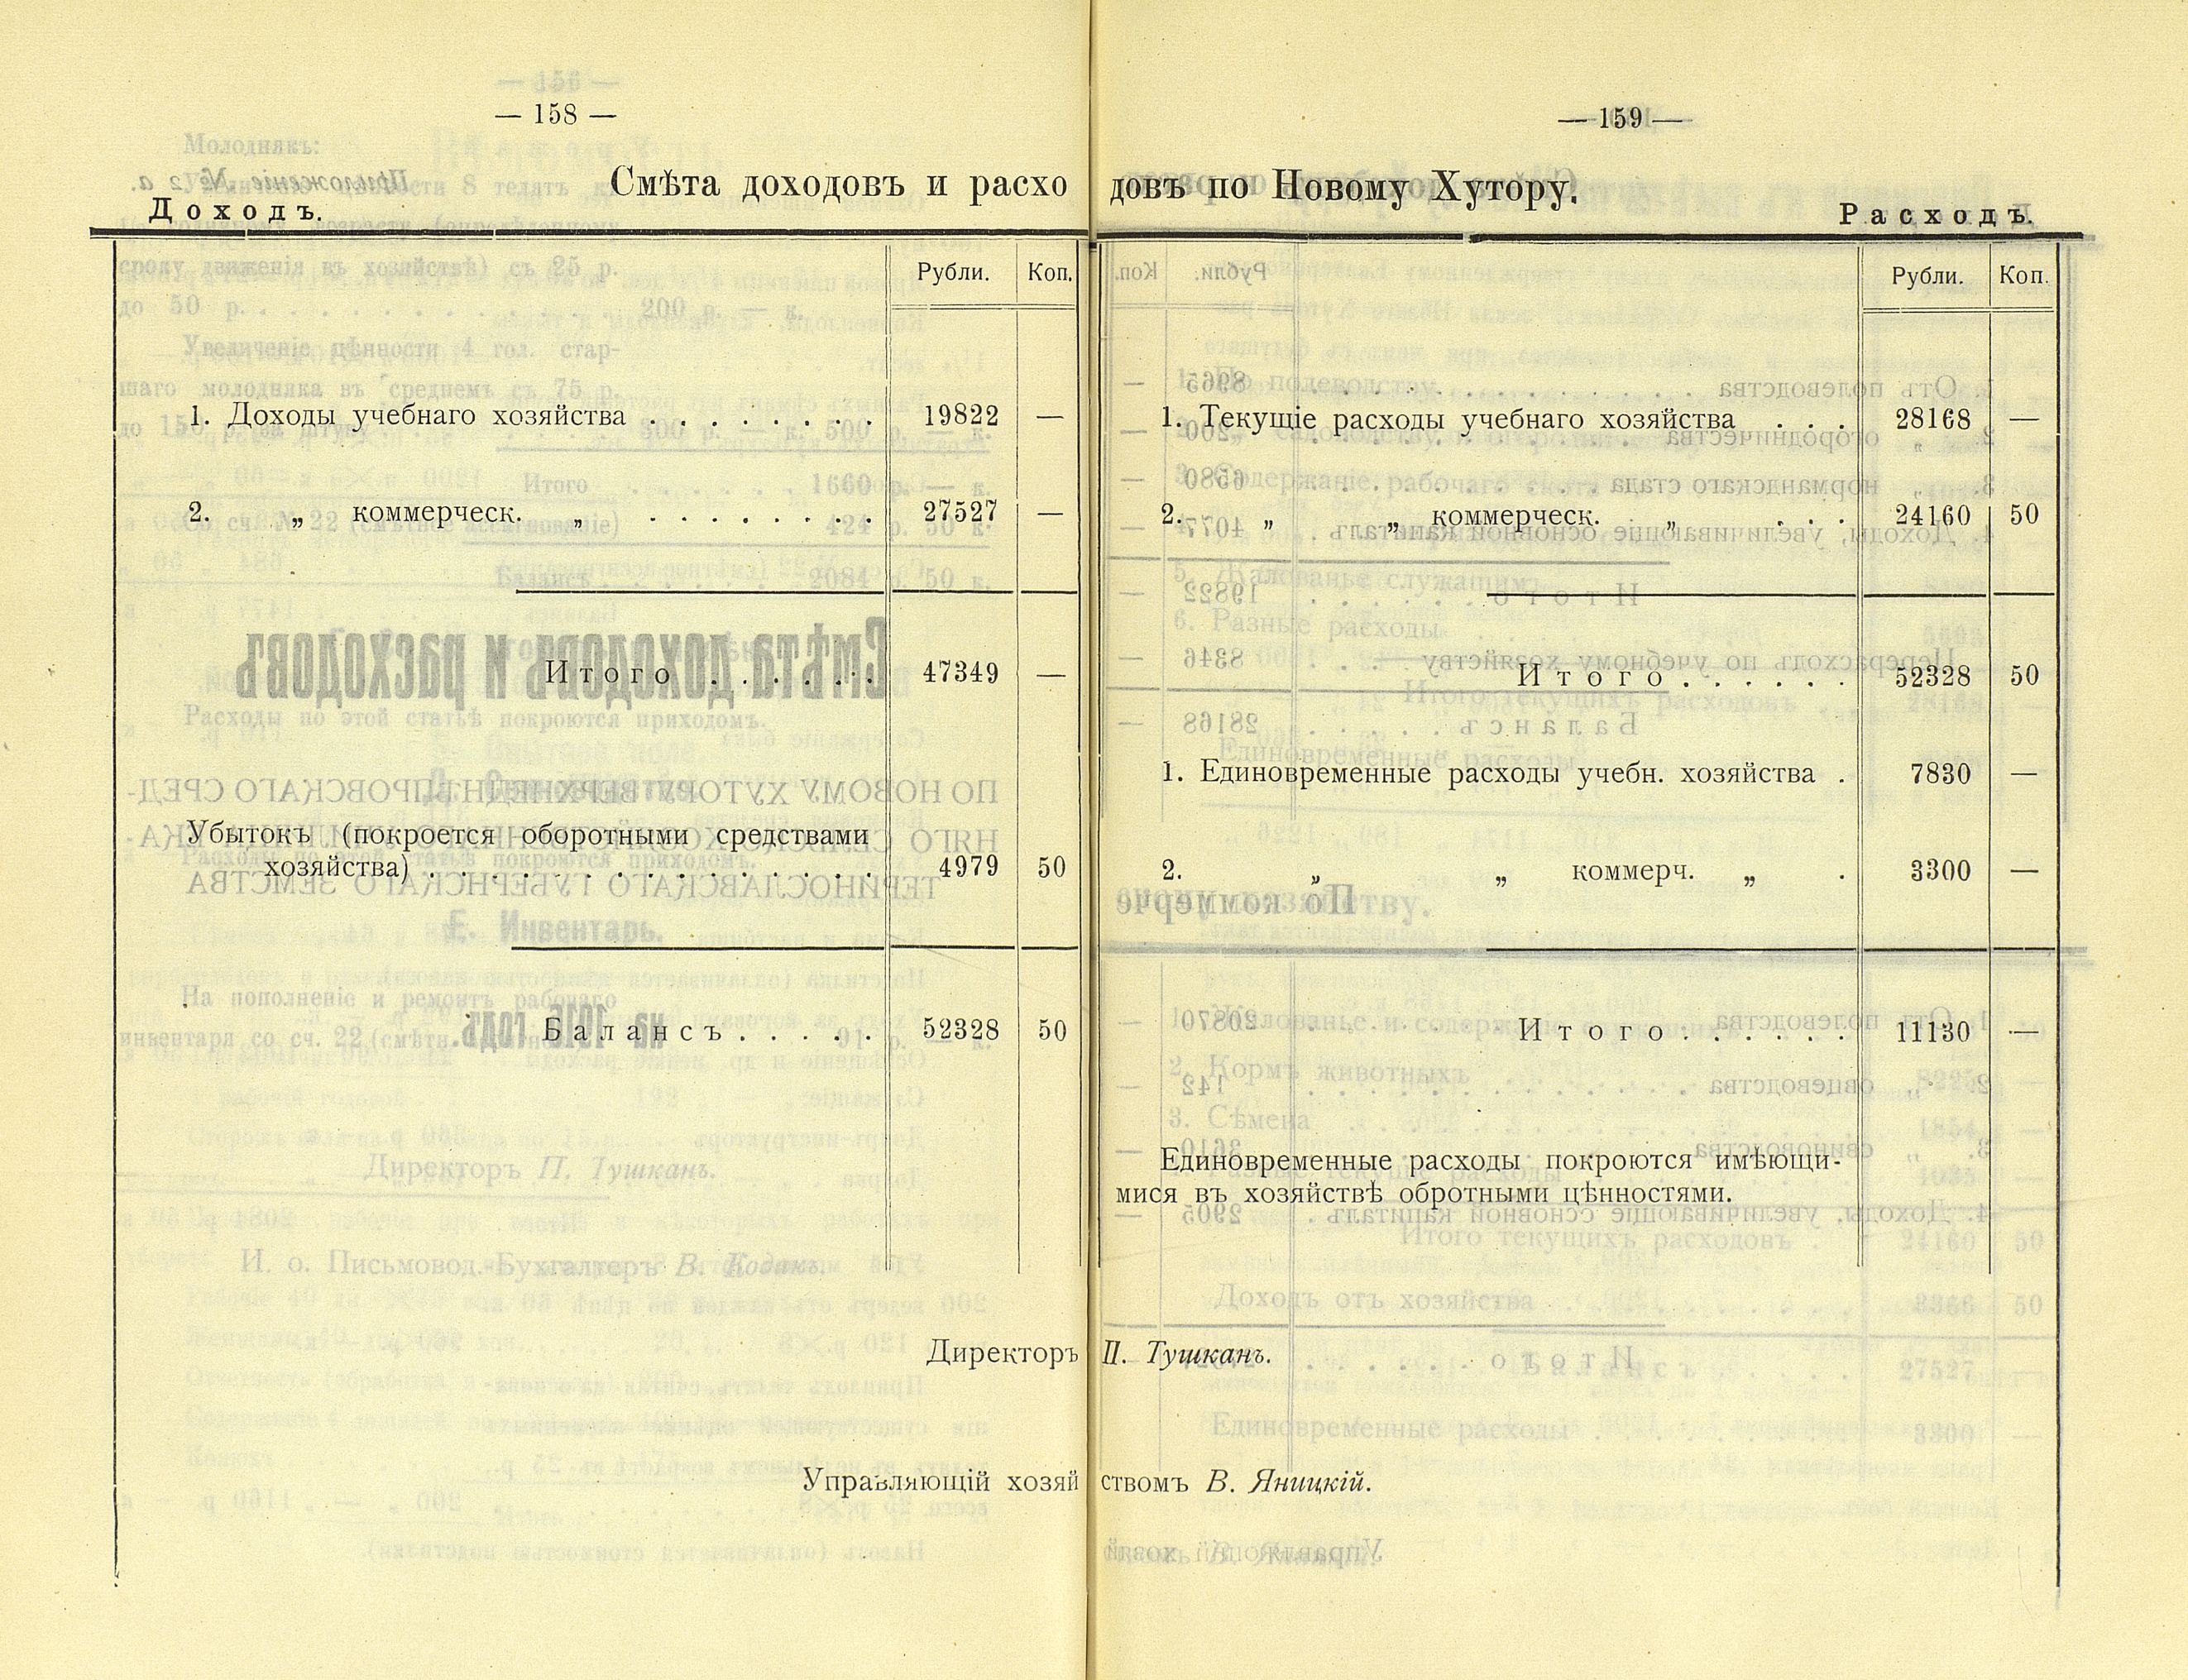 — 158 —
Смѣта доходовъ и расхо
Доходъ.
Рубли. Коп.
1. Доходы учебнаго хозяйства . . . . . . . . 19822 —
2. „ коммерческ. „ . . . . . . . . 27527 —
Итого . . . . . . . 47349 —
Убытокъ (покроется оборотными средствами
хозяйства) . . . . . . . . . . . . . . . . 4979 50
Балансъ . . . . . 52328 50
Директоръ
Управляющій хозяй
— 159 —
довъ по Новому Хутору.
Расходъ.
Рубли. Коп.
1. Текущіе расходы учебнаго хозяйства . . . 28168 —
2. „ „ коммерческ. „ . . . 24160 50
Итого . . . . . . 52328 50
1. Единовременные расходы учебн. хозяйства . 7830 —
2. „ „ коммерч. „ . 3300 —
Итого . . . . . . 11130 —
Единовременные расходы покроются имѣющи-
мися въ хозяйствѣ обротными цѣнностями.
П. Тушканъ.
ствомъ В. Яницкій.